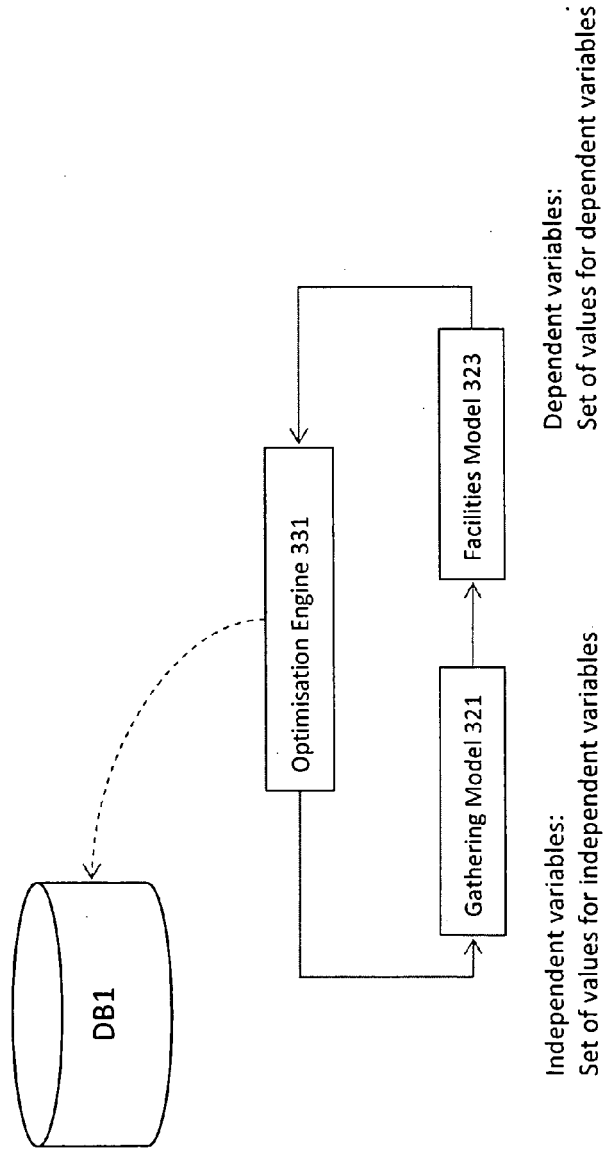 DB1
Optimisation Engine 331
Gathering Model 321
Facilities Model 323
Independent variables:
Set of values for independent variables
Dependent variables:
Set of values for dependent variables